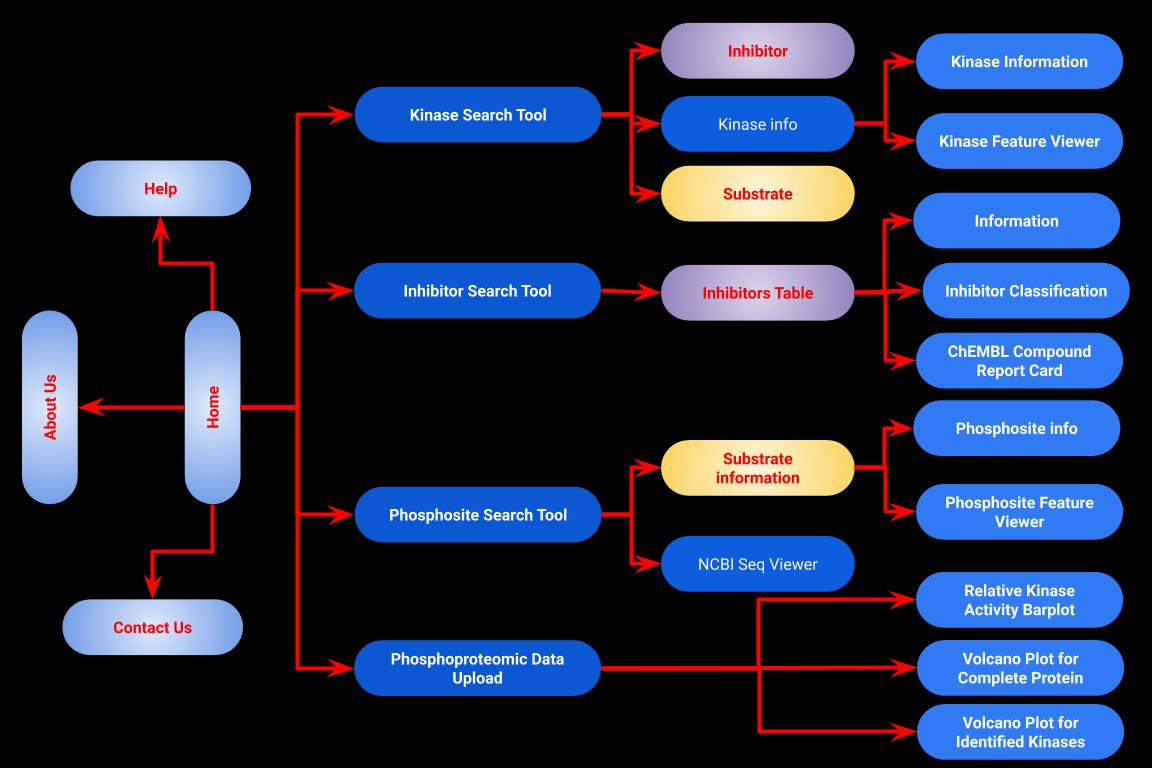 Help
About Us
Home
Contact Us
Kinase Search Tool
Inhibitor
Kinase info
Substrate
Kinase Information
Kinase Feature Viewer
Inhibitor Search Tool
Inhibitors Table
Information
Inhibitor Classification
ChEMBL Compound
Report Card
Phosphosite Search Tool
Substrate
information
NCBI Seq Viewer
Phosphosite info
Phosphosite Feature
Viewer
Phosphoproteomic Data
Upload
Relative Kinase
Activity Barplot
Volcano Plot for
Complete Protein
Volcano Plot for
Identified Kinases